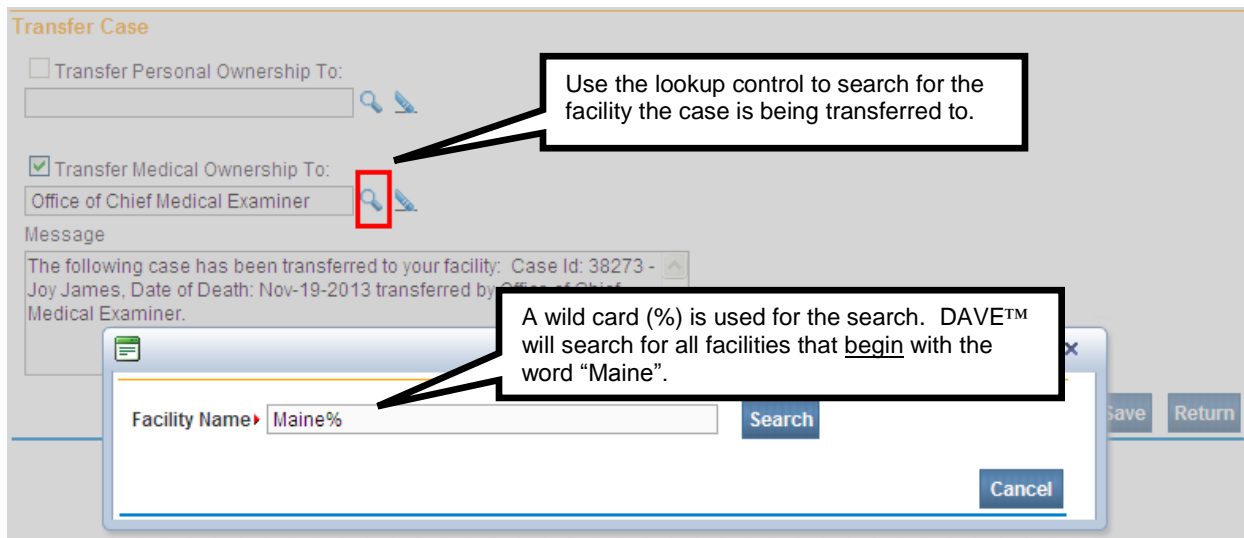 Transfer Case
Transfer Personal Ownership To:
Use the lookup control to search for the
facility the case is being transferred to.
Transfer Medical Ownership To:
Office of Chief Medical Examiner
Message
The following case has been transferred to your facility: Case Id: 38273 -
Joy James, Date of Death: Nov-19-2013 transferred by Office of Chief
Medical Examiner.
A wild card (%) is used for the search. DAVE™
will search for all facilities that begin with the
word “Maine”.
Facility Name Maine% Search
Save Return
Cancel